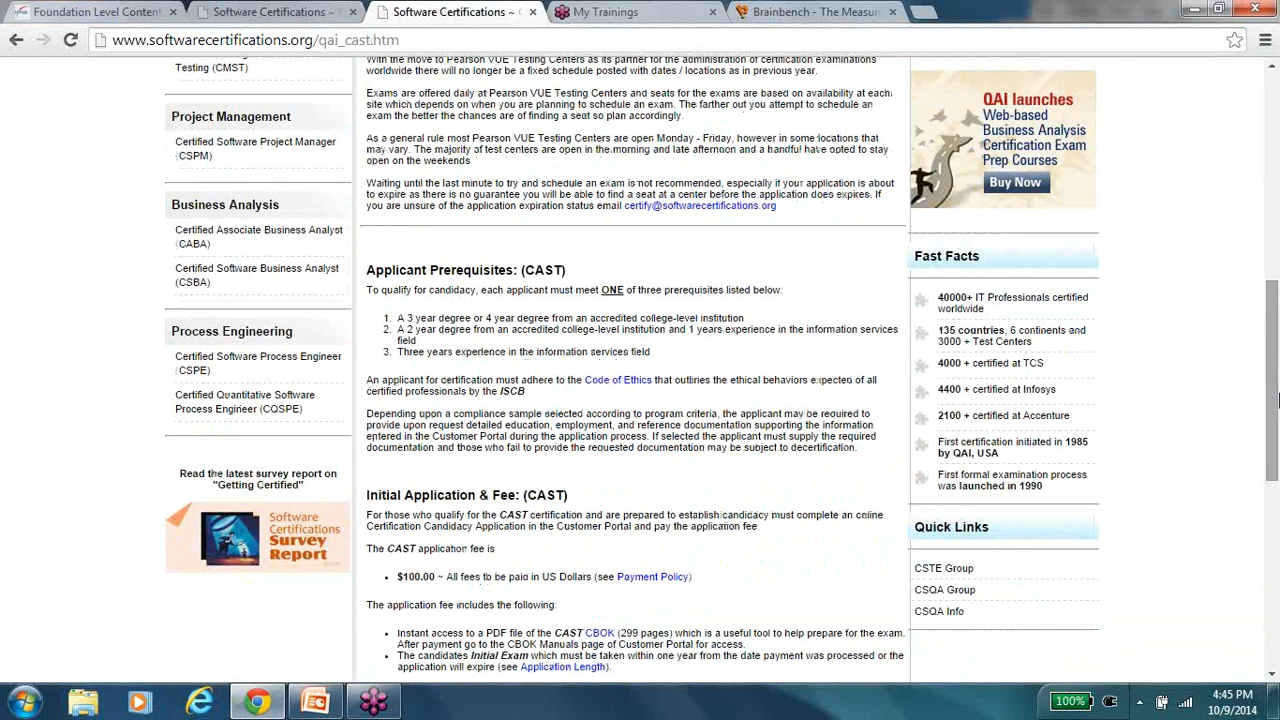 Foundation Level Content
Software Certifications ~
Software Certifications ~
My Trainings
Brainbench - The Measure
www.softwarecertifications.org/qai_cast.htm
Testing (CMST)
Project Management
Certified Software Project Manager
(CSPM)
Business Analysis
Certified Associate Business Analyst
(CABA)
Certified Software Business Analyst
(CSBA)
Process Engineering
Certified Software Process Engineer
(CSPE)
Certified Quantitative Software
Process Engineer (CQSPE)
Read the latest survey report on
"Getting Certified"
Software
Certifications
Survey
Report
With the move to Pearson VUE Testing Centers as its partner for the administration of certification examinations
worldwide there will no longer be a fixed schedule posted with dates / locations as in previous year.
Exams are offered daily at Pearson VUE Testing Centers and seats for the exams are based on availability at each
site which depends on when you are planning to schedule an exam. The farther out you attempt to schedule an
exam the better the chances are of finding a seat so plan accordingly.
As a general rule most Pearson VUE Testing Centers are open Monday - Friday, however in some locations that
may vary. The majority of test centers are open in the morning and late afternoon and a handful have opted to stay
open on the weekends
Waiting until the last minute to try and schedule an exam is not recommended, especially if your application is about
to expire as there is no guarantee you will be able to find a seat at a center before the application does expires. If
you are unsure of the application expiration status email certify@softwarecertifications.org
Applicant Prerequisites: (CAST)
To qualify for candidacy, each applicant must meet ONE of three prerequisites listed below:
1. A 3 year degree or 4 year degree from an accredited college-level institution
2. A 2 year degree from an accredited college-level institution and 1 years experience in the information services
field
3. Three years experience in the information services field
An applicant for certification must adhere to the Code of Ethics that outlines the ethical behaviors expected of all
certified professionals by the ISCB
Depending upon a compliance sample selected according to program criteria, the applicant may be required to
provide upon request detailed education, employment, and reference documentation supporting the information
entered in the Customer Portal during the application process. If selected the applicant must supply the required
documentation and those who fail to provide the requested documentation may be subject to decertification.
Initial Application & Fee: (CAST)
For those who qualify for the CAST certification and are prepared to establish candidacy must complete an online
Certification Candidacy Application in the Customer Portal and pay the application fee
The CAST application fee is
• $100.00 ~ All fees to be paid in US Dollars (see Payment Policy)
The application fee includes the following:
• Instant access to a PDF file of the CAST CBOK (299 pages) which is a useful tool to help prepare for the exam.
After payment go to the CBOK Manuals page of Customer Portal for access.
• The candidates Initial Exam which must be taken within one year from the date payment was processed or the
application will expire (see Application Length).
QAI launches
Web-based
Business Analysis
Certification Exam
Prep Courses
Buy Now
Fast Facts
40000+ IT Professionals certified
worldwide
135 countries, 6 continents and
3000 + Test Centers
4000 + certified at TCS
4400 + certified at Infosys
2100 + certified at Accenture
First certification initiated in 1985
by QAI, USA
First formal examination process
was launched in 1990
Quick Links
CSTE Group
CSQA Group
CSQA Info
100%
4:45 PM
10/9/2014